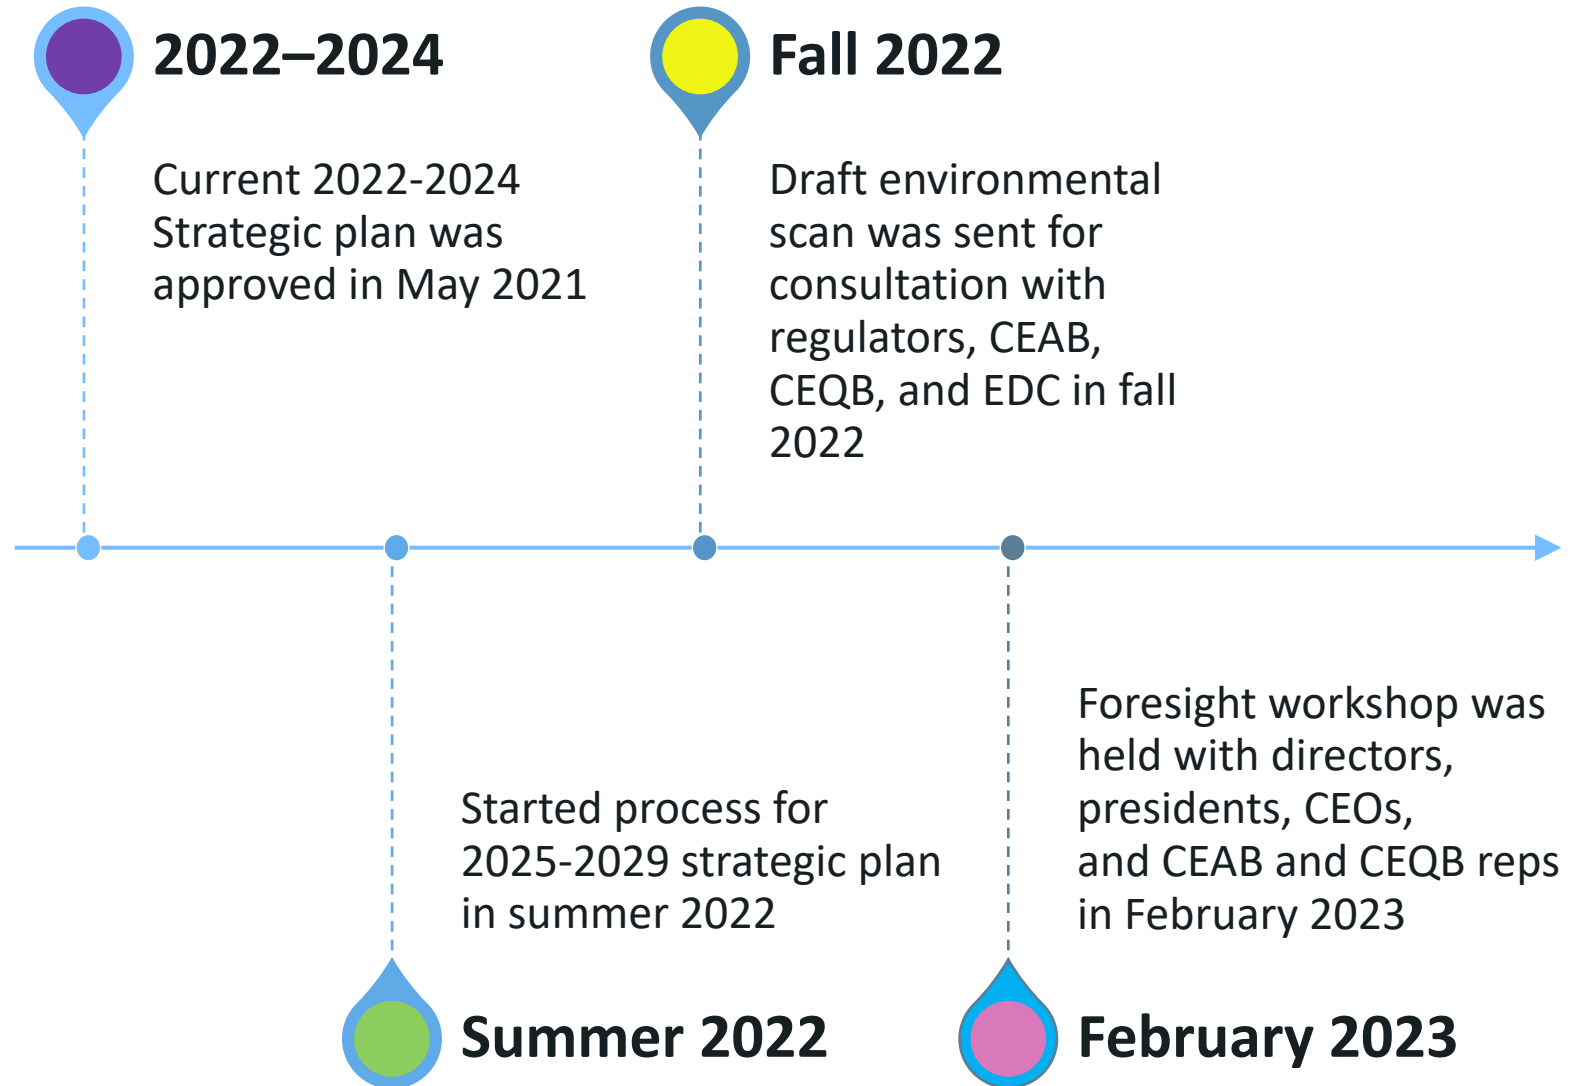 2022–2024
Current 2022-2024
Strategic plan was
approved in May 2021
Fall 2022
Draft environmental
scan was sent for
consultation with
regulators, CEAB,
CEQB, and EDC in fall
2022
Started process for
2025-2029 strategic plan
in summer 2022
Summer 2022
Foresight workshop was
held with directors,
presidents, CEOs,
and CEAB and CEQB reps
in February 2023
February 2023